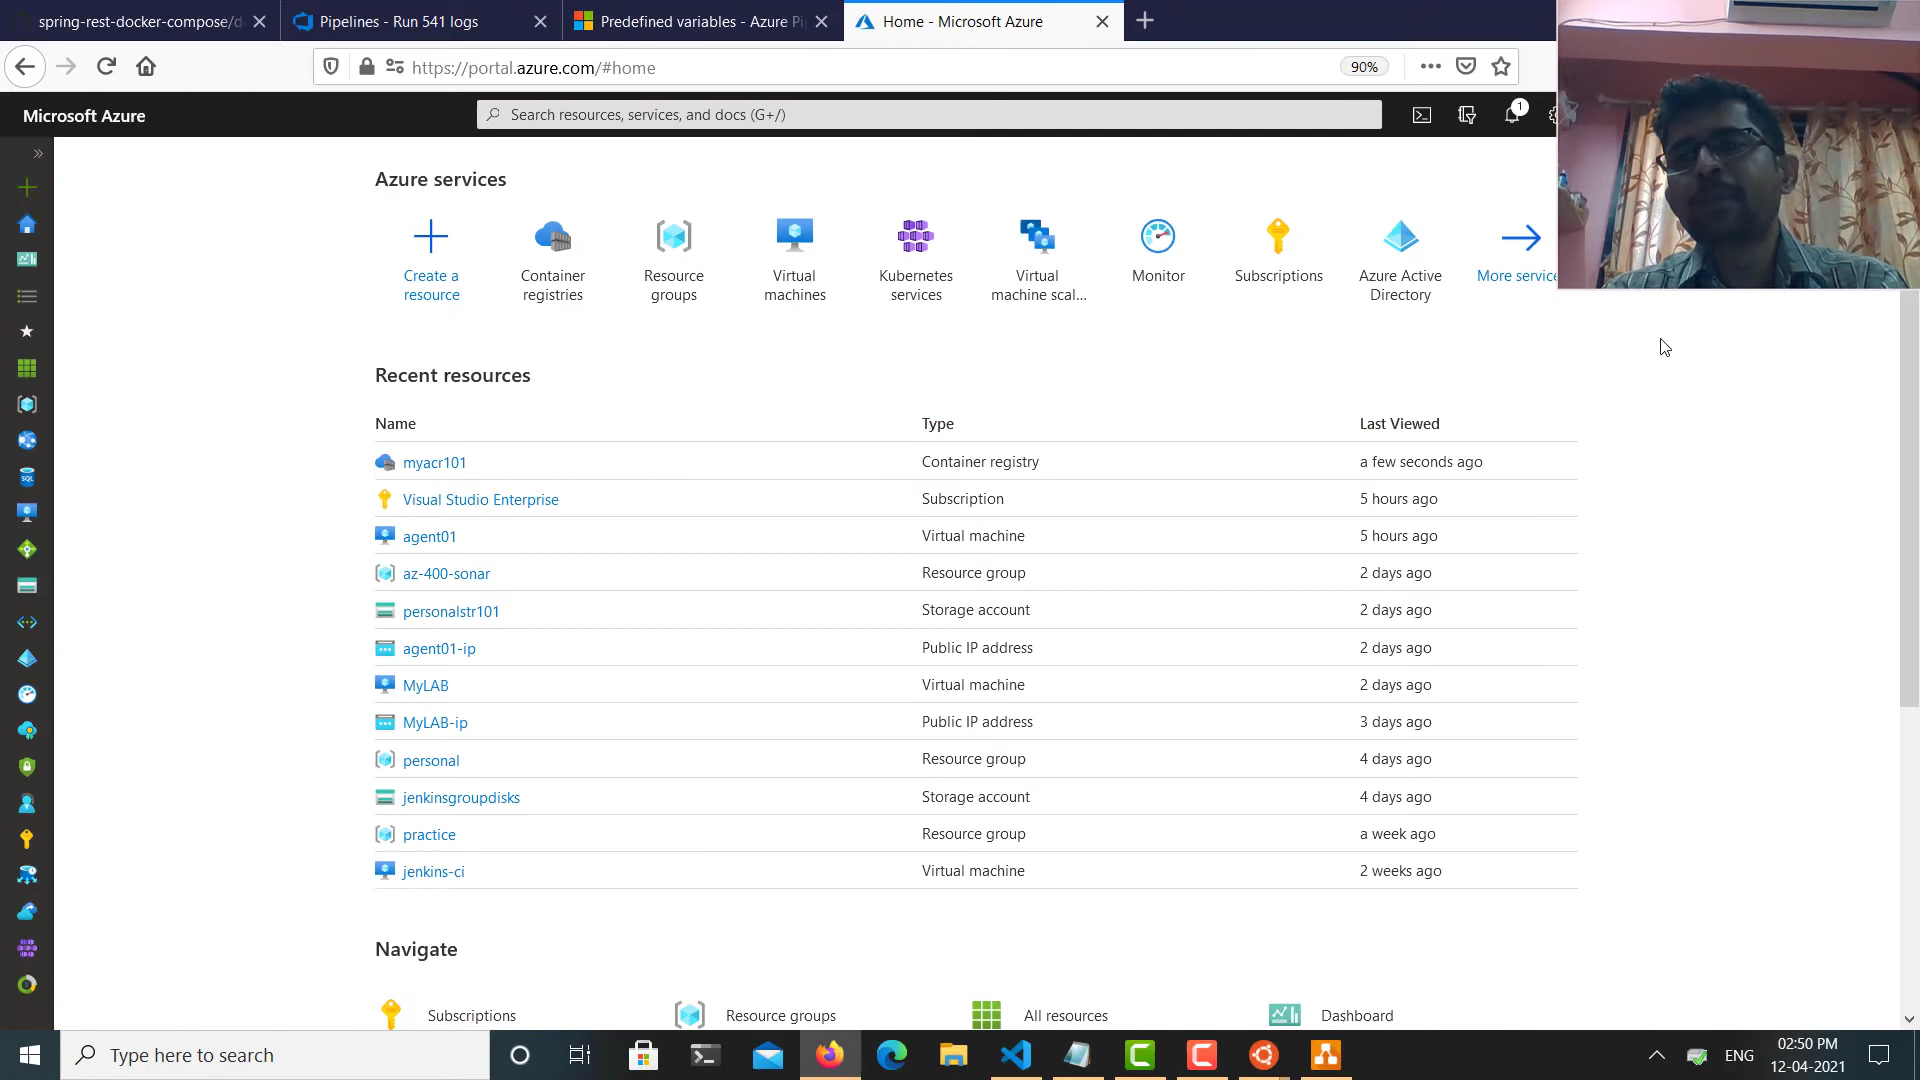 spring-rest-docker-compose/d
Pipelines - Run 541 logs
Predefined variables - Azure Pip
Home - Microsoft Azure
https://portal.azure.com/#home
90%
Microsoft Azure
Search resources, services, and docs (G+/)
1
Azure services
Create a resource
Container registries
Resource groups
Virtual machines
Kubernetes services
Virtual machine scal...
Monitor
Subscriptions
Azure Active Directory
More service
Recent resources
Name Type Last Viewed
myacr101 Container registry a few seconds ago
Visual Studio Enterprise Subscription 5 hours ago
agent01 Virtual machine 5 hours ago
az-400-sonar Resource group 2 days ago
personalstr101 Storage account 2 days ago
agent01-ip Public IP address 2 days ago
MyLAB Virtual machine 2 days ago
MyLAB-ip Public IP address 3 days ago
personal Resource group 4 days ago
jenkinsgroupdisks Storage account 4 days ago
practice Resource group a week ago
jenkins-ci Virtual machine 2 weeks ago
Navigate
Subscriptions Resource groups All resources Dashboard
SQL
Type here to search
ENG
02:50 PM
12-04-2021